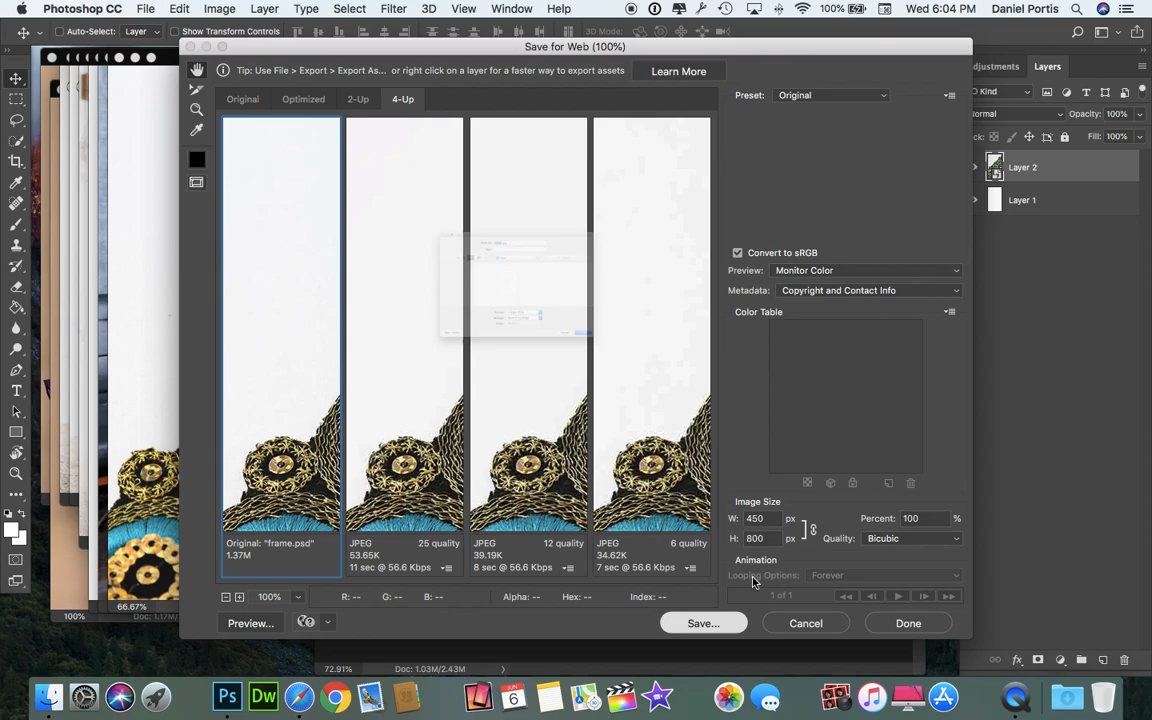 Photoshop CC File Edit Image Layer Type Select Filter 3D View Window Help 100% Wed 6:04 PM Daniel Portis
Auto-Select: Layer Show Transform Controls 3D Mode:
Save for Web (100%)
Tip: Use File > Export > Export As... or right click on a layer for a faster way to export assets Learn More
Original Optimized 2-Up 4-Up
Preset: Original
Convert to sRGB
Preview: Monitor Color
Metadata: Copyright and Contact Info
Color Table
Image Size
W: 450 px Percent: 100 %
H: 800 px Quality: Bicubic
Animation
Looping Options: Forever
1 of 1
Original: "frame.psd"
1.37M
JPEG 25 quality
53.65K
11 sec @ 56.6 Kbps
JPEG 12 quality
39.19K
8 sec @ 56.6 Kbps
JPEG 6 quality
34.62K
7 sec @ 56.6 Kbps
100% R: -- G: -- B: -- Alpha: -- Hex: -- Index: --
Preview... Save... Cancel Done
Adjustments Layers
Kind
Normal Opacity: 100%
Fill: 100%
Layer 2
Layer 1
66.67%
100%
72.91% Doc: 1.03M/2.43M
Ps Dw JUN 6